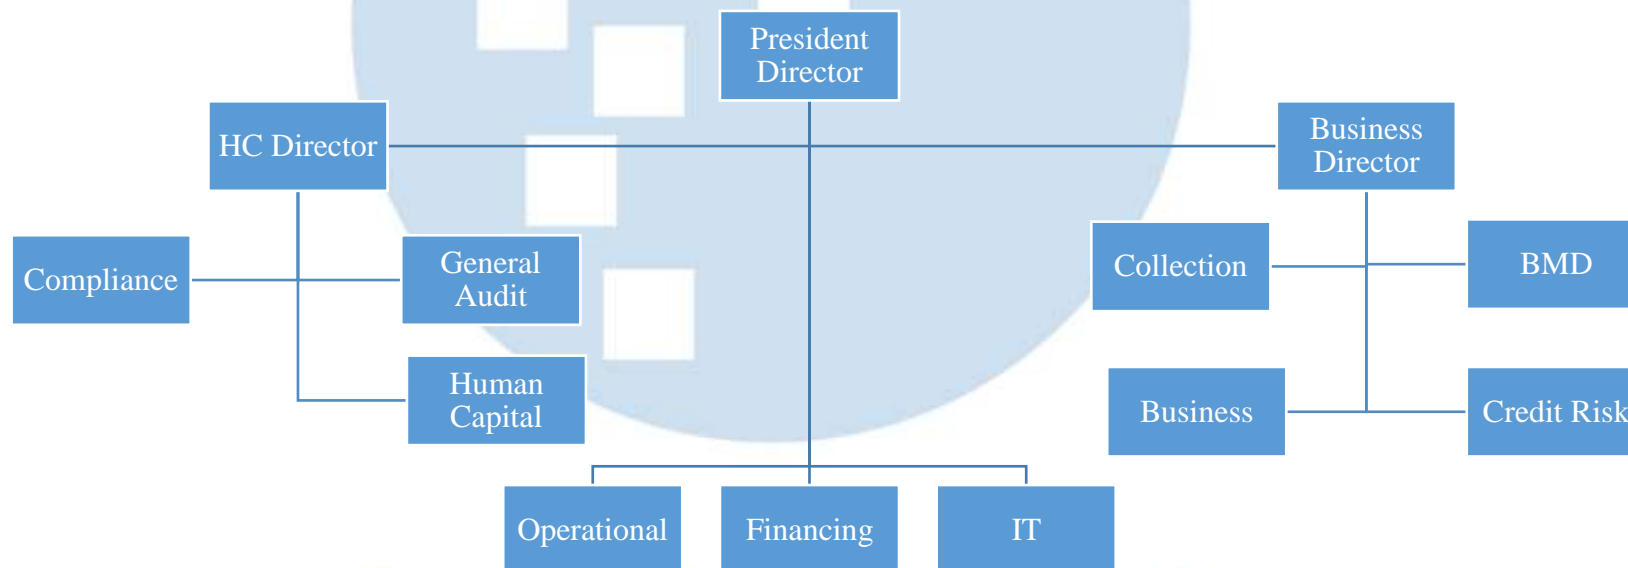 President
Director
HC Director
Business
Director
Compliance
General
Audit
Human
Capital
Collection
BMD
Business
Credit Risk
Operational
Financing
IT